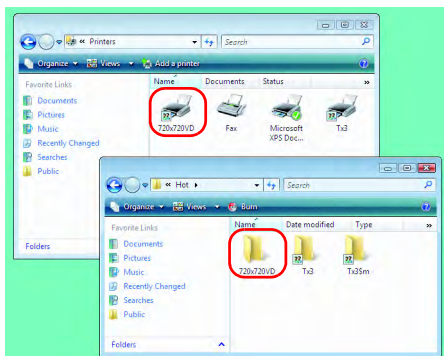 Printers
Search
Organize Views Add a printer
Favorite Links
Documents
Pictures
Music
Recently Changed
Searches
Public
Folders
Name Documents Status »
720x720VD Fax Microsoft XPS Doc... Tx3
« Hot
Search
Organize Views Burn
Favorite Links
Documents
Pictures
Music
Recently Changed
Searches
Public
Folders
Name Date modified Type »
720x720VD Tx3 Tx3Sm